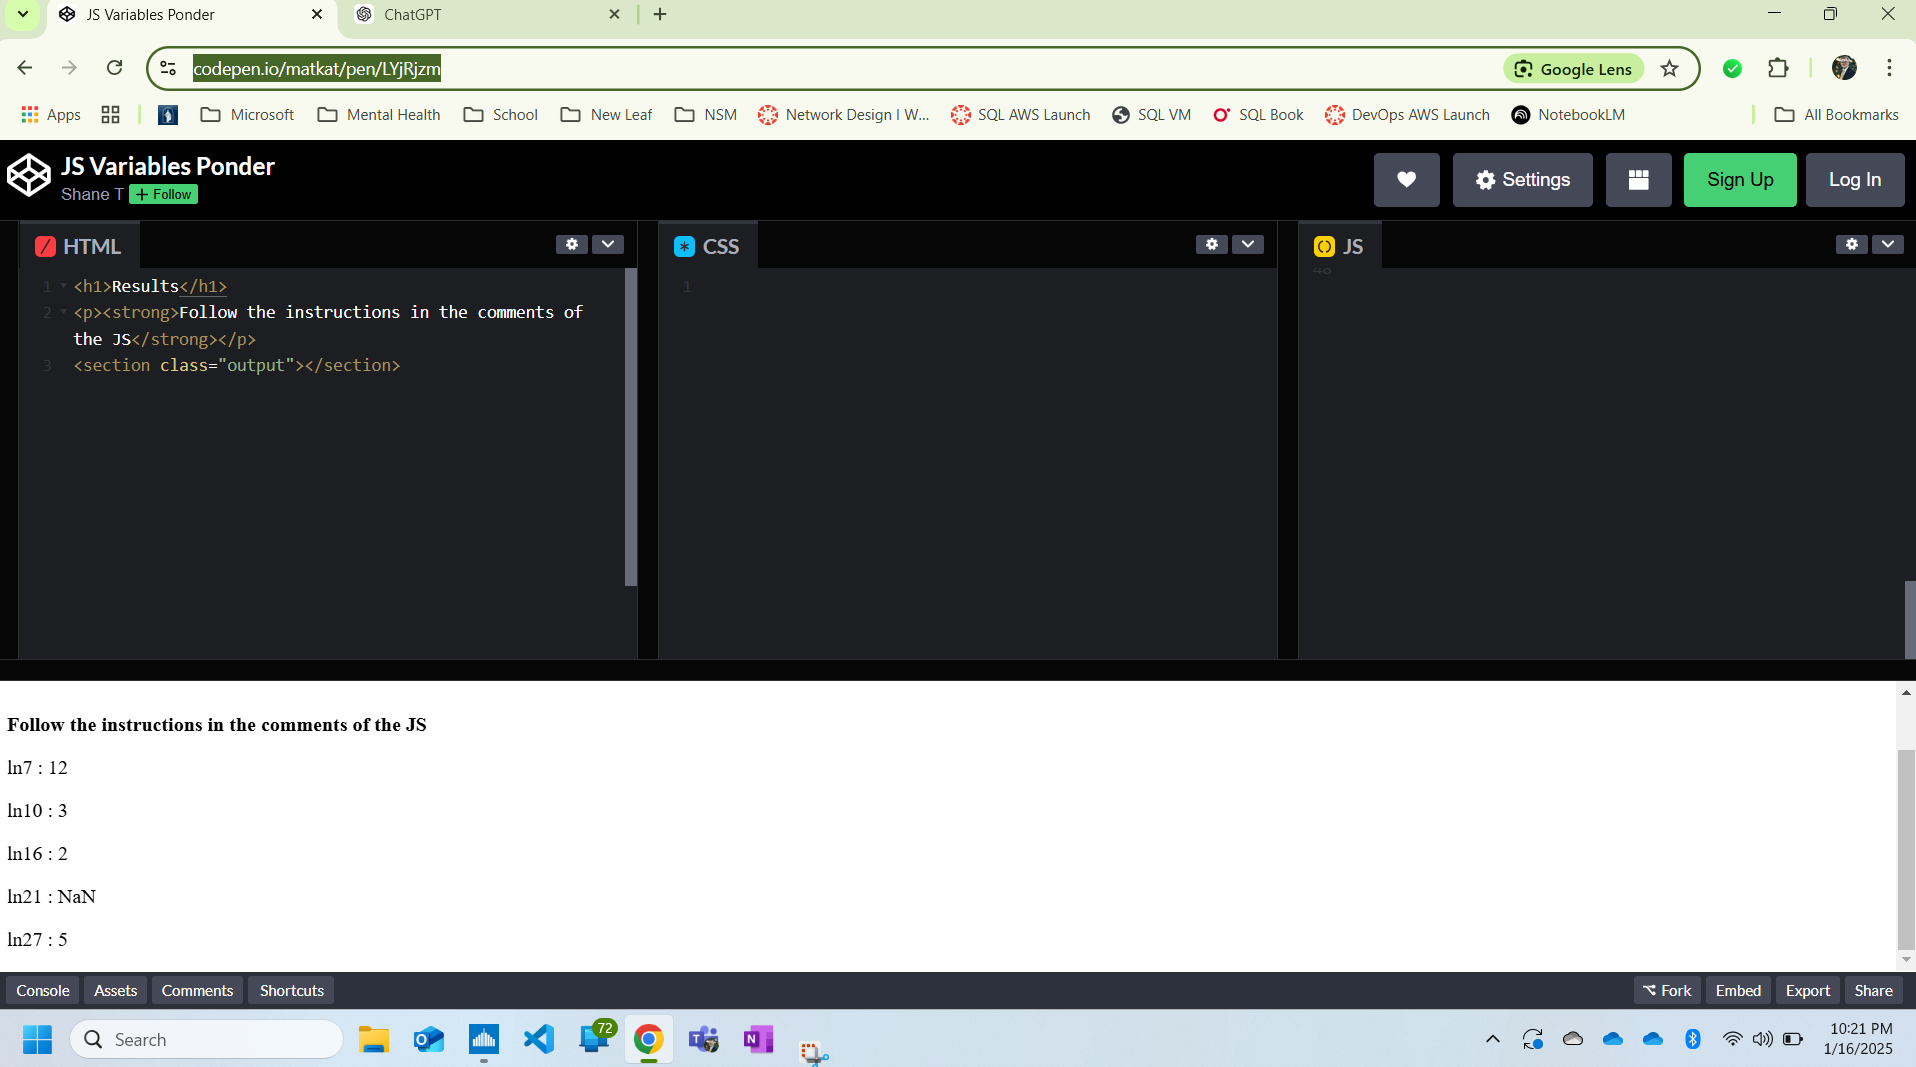 JS Variables Ponder
ChatGPT
codepen.io/matkat/pen/LYjRjzm
Google Lens
Apps
Microsoft
Mental Health
School
New Leaf
NSM
Network Design I W...
SQL AWS Launch
SQL VM
SQL Book
DevOps AWS Launch
NotebookLM
All Bookmarks
JS Variables Ponder
Shane T
+ Follow
Settings
Sign Up
Log In
HTML
1 <h1>Results</h1>
2 <p><strong>Follow the instructions in the comments of
the JS</strong></p>
3 <section class="output"></section>
CSS
1
JS
48
Follow the instructions in the comments of the JS
ln7 : 12
ln10 : 3
ln16 : 2
ln21 : NaN
ln27 : 5
Console
Assets
Comments
Shortcuts
Fork
Embed
Export
Share
Search
72
10:21 PM
1/16/2025